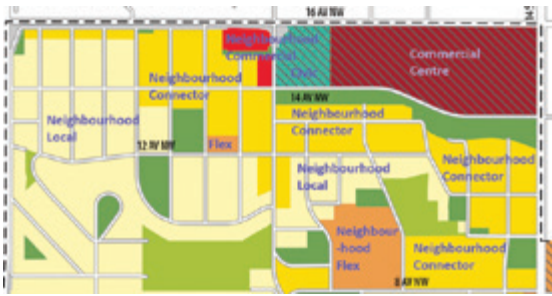 16 AV NW
14
Neighbourhood
Commercial
Civic
Commercial
Centre
Neighbourhood
Connector
14 AV NW
Neighbourhood
Local
Neighbourhood
Connector
12 AV NW
Flex
Neighbourhood
Connector
Neighbourhood
Local
Neighbour
-hood
Flex
Neighbourhood
Connector
8 AV NW